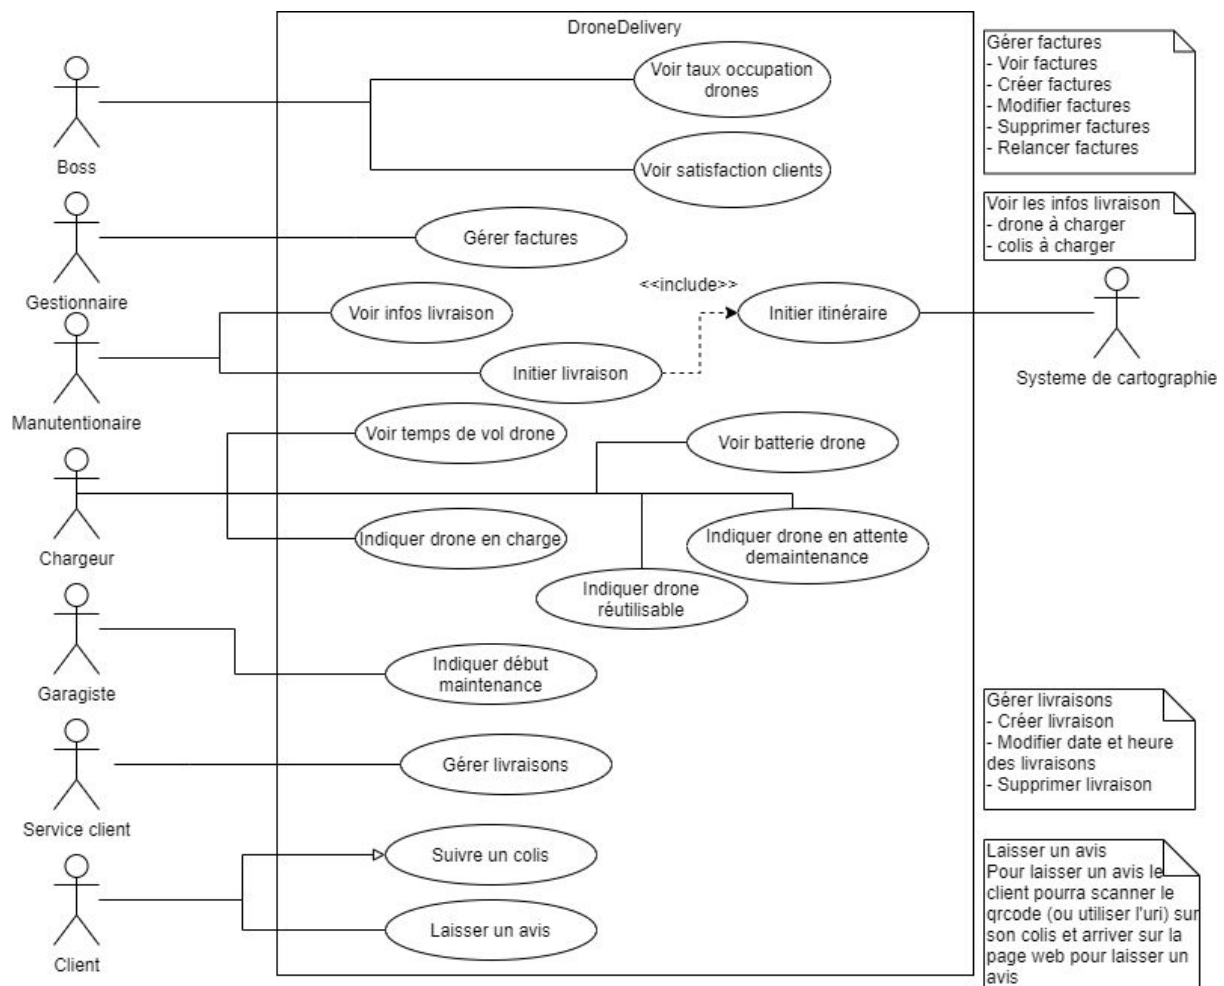 DroneDelivery
Voir taux occupation
drones
Boss
Voir satisfaction clients
Gérer factures
- Voir factures
- Créer factures
- Modifier factures
- Supprimer factures
- Relancer factures
Gérer factures
Gestionnaire
Voir les infos livraison
- drone à charger
- colis à charger
<<include>>
Voir infos livraison
Initier itinéraire
Initier livraison
Systeme de cartographie
Manutentionaire
Voir temps de vol drone
Voir batterie drone
Indiquer drone en charge
Indiquer drone en attente
demaintenance
Chargeur
Indiquer drone
réutilisable
Indiquer début
maintenance
Garagiste
Gérer livraisons
Service client
Gérer livraisons
- Créer livraison
- Modifier date et heure
des livraisons
- Supprimer livraison
Suivre un colis
Laisser un avis
Client
Laisser un avis
Pour laisser un avis le
client pourra scanner le
qrcode (ou utiliser l'uri) sur
son colis et arriver sur la
page web pour laisser un
avis